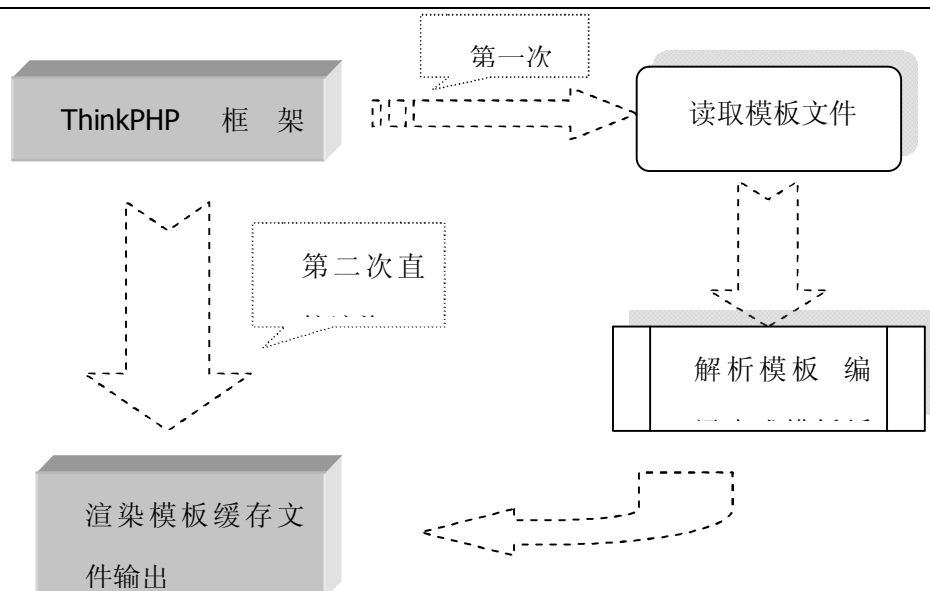 第一次
ThinkPHP 框 架
读取模板文件
第二次直
解析模板 编
渲染模板缓存文
件输出